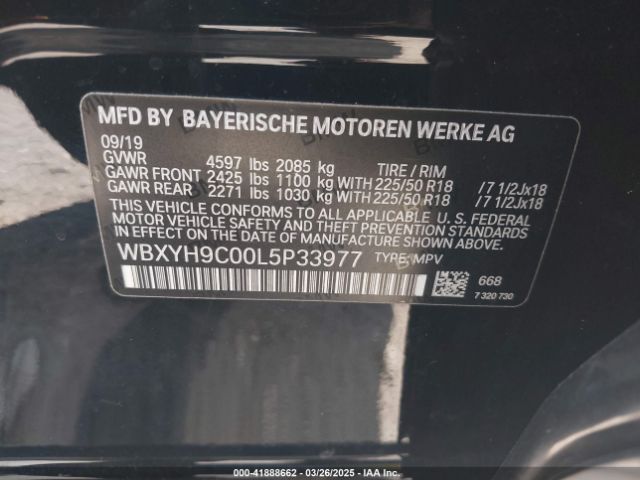 MFD BY BAYERISCHE MOTOREN WERKE AG
09/19
GVWR 4597 lbs 2085 kg TIRE / RIM
GAWR FRONT 2425 lbs 1100 kg WITH 225/50 R18 /7 1/2Jx18
GAWR REAR 2271 lbs 1030 kg WITH 225/50 R18 /7 1/2Jx18
THIS VEHICLE CONFORMS TO ALL APPLICABLE U. S. FEDERAL
MOTOR VEHICLE SAFETY AND THEFT PREVENTION STANDARDS
IN EFFECT ON THE DATE OF MANUFACTURE SHOWN ABOVE.
WBXYH9C00L5P33977 TYPE: MPV
668
7 320 730
000-41888662 — 03/26/2025 — IAA Inc.